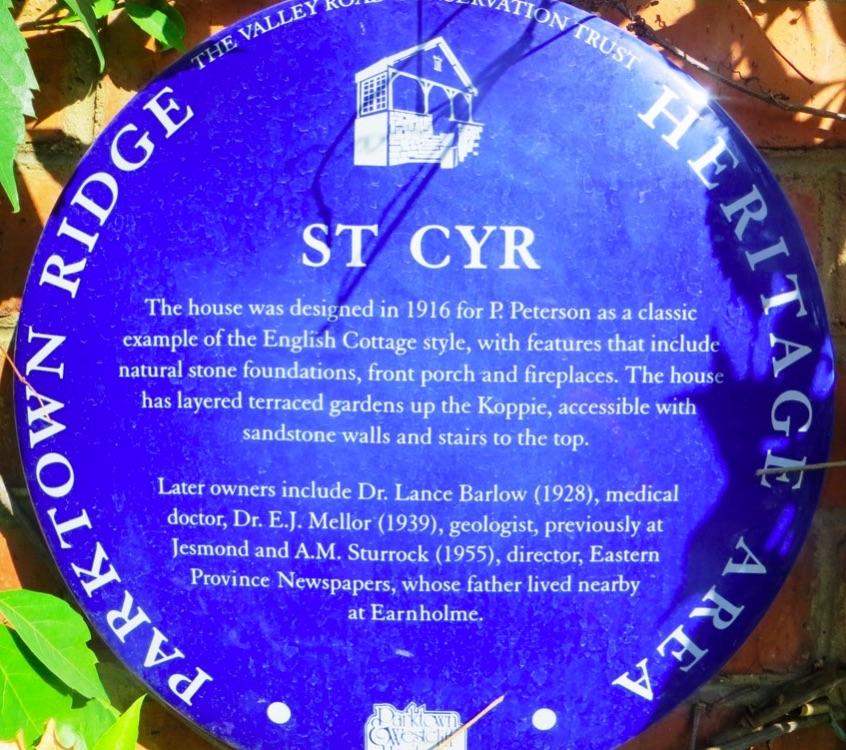 THE VALLEY ROAD CONSERVATION TRUST
PARKTOWN RIDGE HERITAGE AREA
ST CYR
The house was designed in 1916 for P. Peterson as a classic
example of the English Cottage style, with features that include
natural stone foundations, front porch and fireplaces. The house
has layered terraced gardens up the Koppie, accessible with
sandstone walls and stairs to the top.
Later owners include Dr. Lance Barlow (1928), medical
doctor, Dr. E.J. Mellor (1939), geologist, previously at
Jesmond and A.M. Sturrock (1955), director, Eastern
Province Newspapers, whose father lived nearby
at Earnholme.
Parktown
& Westcliff